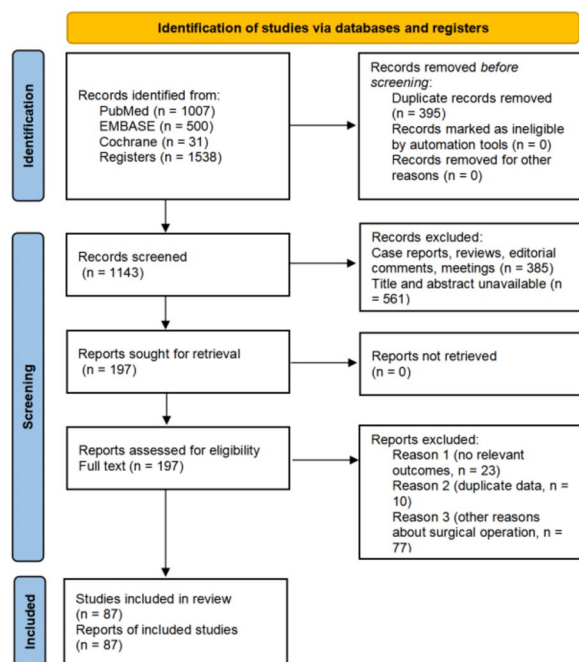 Identification of studies via databases and registers
Identification
Records identified from:
PubMed (n = 1007)
EMBASE (n = 500)
Cochrane (n = 31)
Registers (n = 1538)
Records removed before
screening:
Duplicate records removed
(n = 395)
Records marked as ineligible
by automation tools (n = 0)
Records removed for other
reasons (n = 0)
Screening
Records screened
(n = 1143)
Records excluded:
Case reports, reviews, editorial
comments, meetings (n = 385)
Title and abstract unavailable (n
= 561)
Reports sought for retrieval
(n = 197)
Reports not retrieved
(n = 0)
Reports assessed for eligibility
Full text (n = 197)
Reports excluded:
Reason 1 (no relevant
outcomes, n = 23)
Reason 2 (duplicate data, n =
10)
Reason 3 (other reasons
about surgical operation, n =
77)
Included
Studies included in review
(n = 87)
Reports of included studies
(n = 87)